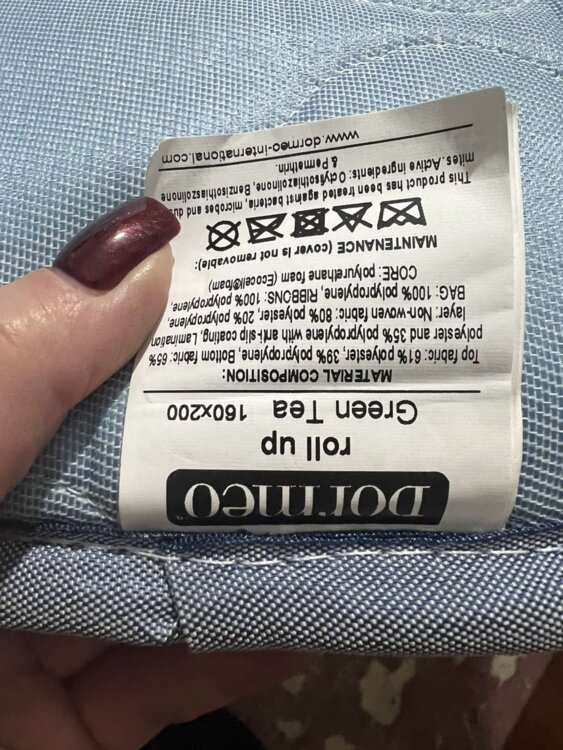 DORMEO
roll up
Green Tea 160x200
MATERIAL COMPOSITION:
Top fabric: 61% polyester, 39% polypropylene, Bottom fabric: 65%
polyester and 35% polypropylene with anti-slip coating, Lamination
layer: Non-woven fabric: 80% polyester, 20% polypropylene,
BAG: 100% polypropylene, RIBBONS: 100% polypropylene,
CORE: polyurethane foam (Ecocell®foam)
MAINTENANCE (cover is not removable):
This product has been treated against bacteria, microbes and
mites. Active ingredients: Octylisothiazolinone, Benzisothiazolinone
& Permethrin.
www.dormeo-international.com